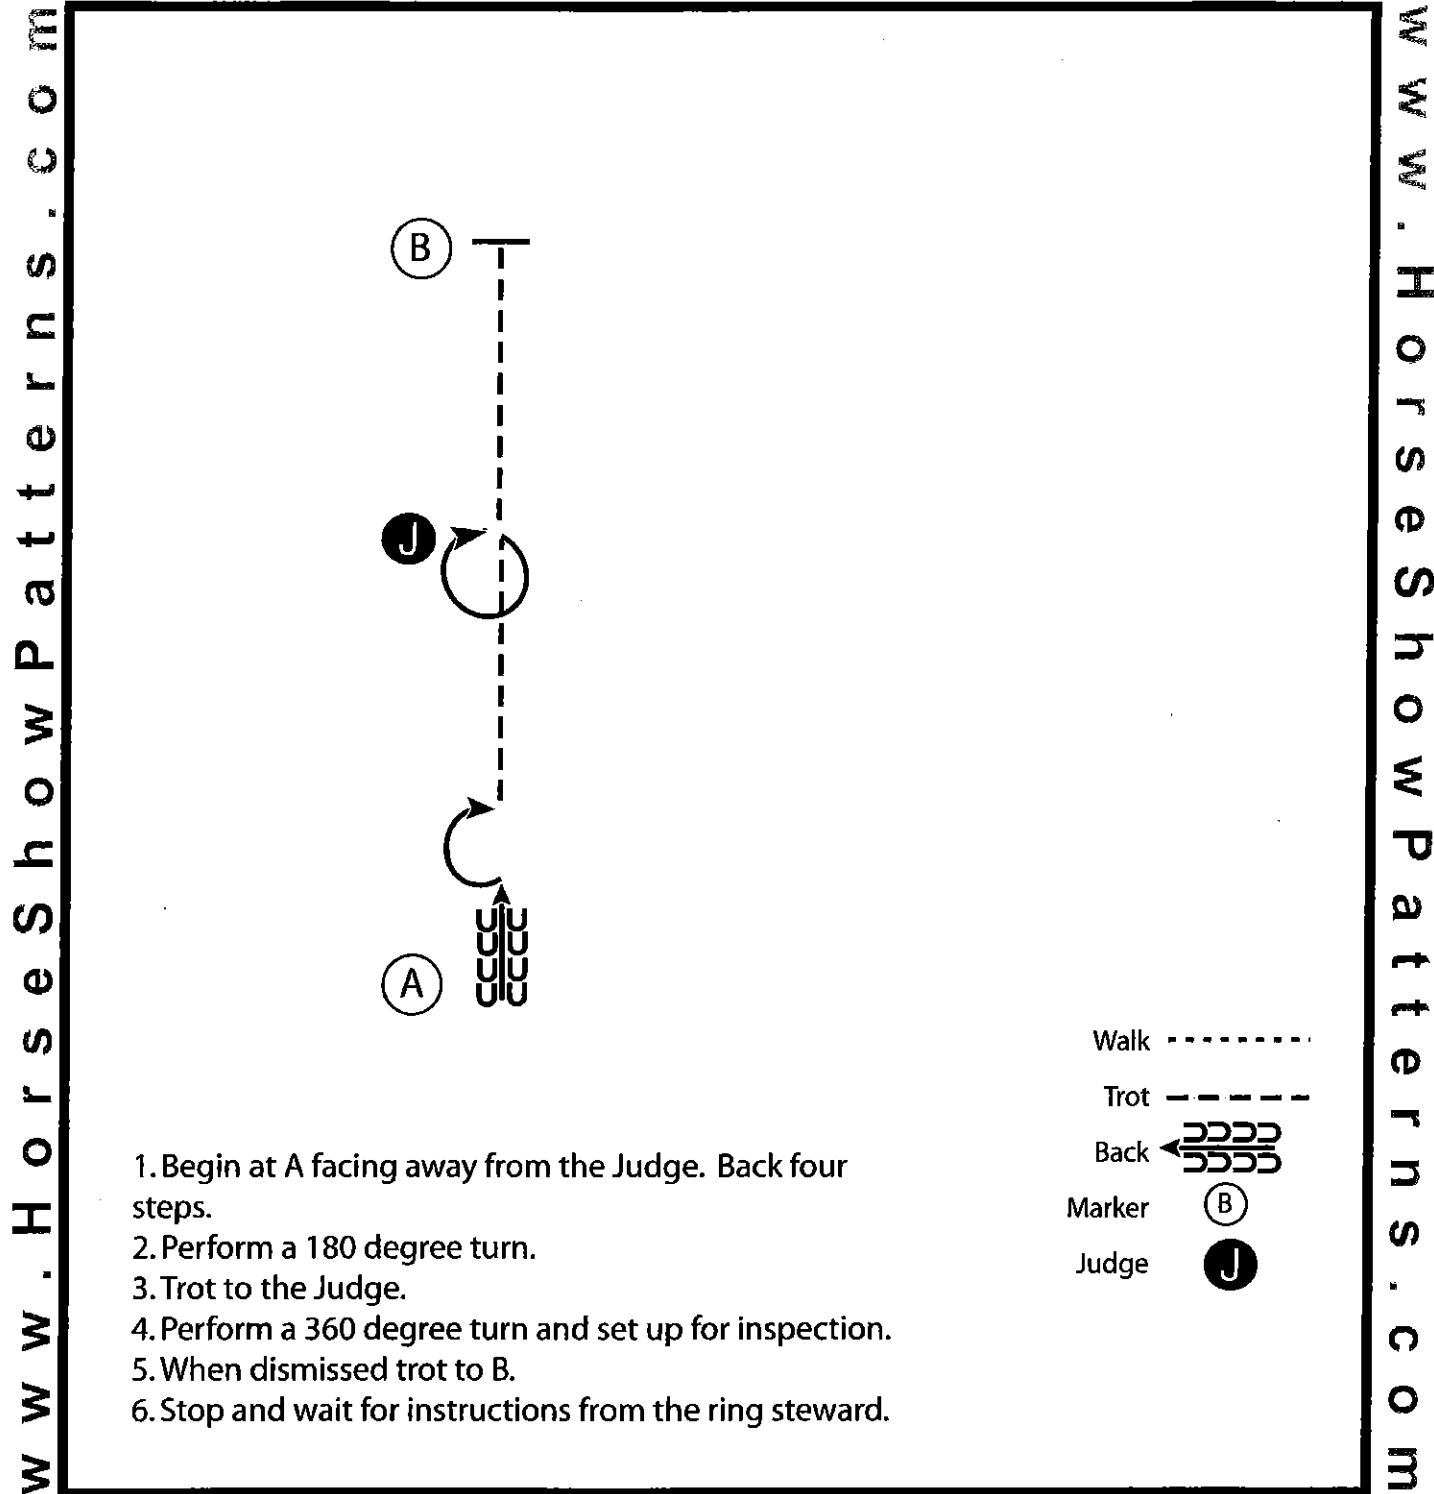 www.HorseShowPatterns.com
B
J
A
1. Begin at A facing away from the Judge. Back four
steps.
2. Perform a 180 degree turn.
3. Trot to the Judge.
4. Perform a 360 degree turn and set up for inspection.
5. When dismissed trot to B.
6. Stop and wait for instructions from the ring steward.
Walk
Trot
Back
Marker B
Judge J
www.HorseShowPatterns.com